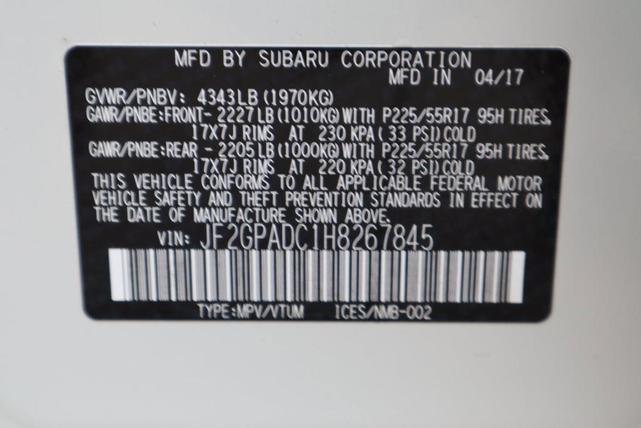 MFD BY SUBARU CORPORATION
MFD IN 04/17
GVWR/PNBV: 4343LB(1970KG)
GAWR/PNBE:FRONT-2227LB(1010KG)WITH P225/55R17 95H TIRES,
17X7J RIMS AT 230 KPA(33 PSI)COLD
GAWR/PNBE:REAR -2205LB(1000KG)WITH P225/55R17 95H TIRES,
17X7J RIMS AT 220 KPA(32 PSI)COLD
THIS VEHICLE CONFORMS TO ALL APPLICABLE FEDERAL MOTOR
VEHICLE SAFETY AND THEFT PREVENTION STANDARDS IN EFFECT ON
THE DATE OF MANUFACTURE SHOWN ABOVE.
VIN: JF2GPADC1H8267845
TYPE:MPV/VTUM ICES/NMB-002